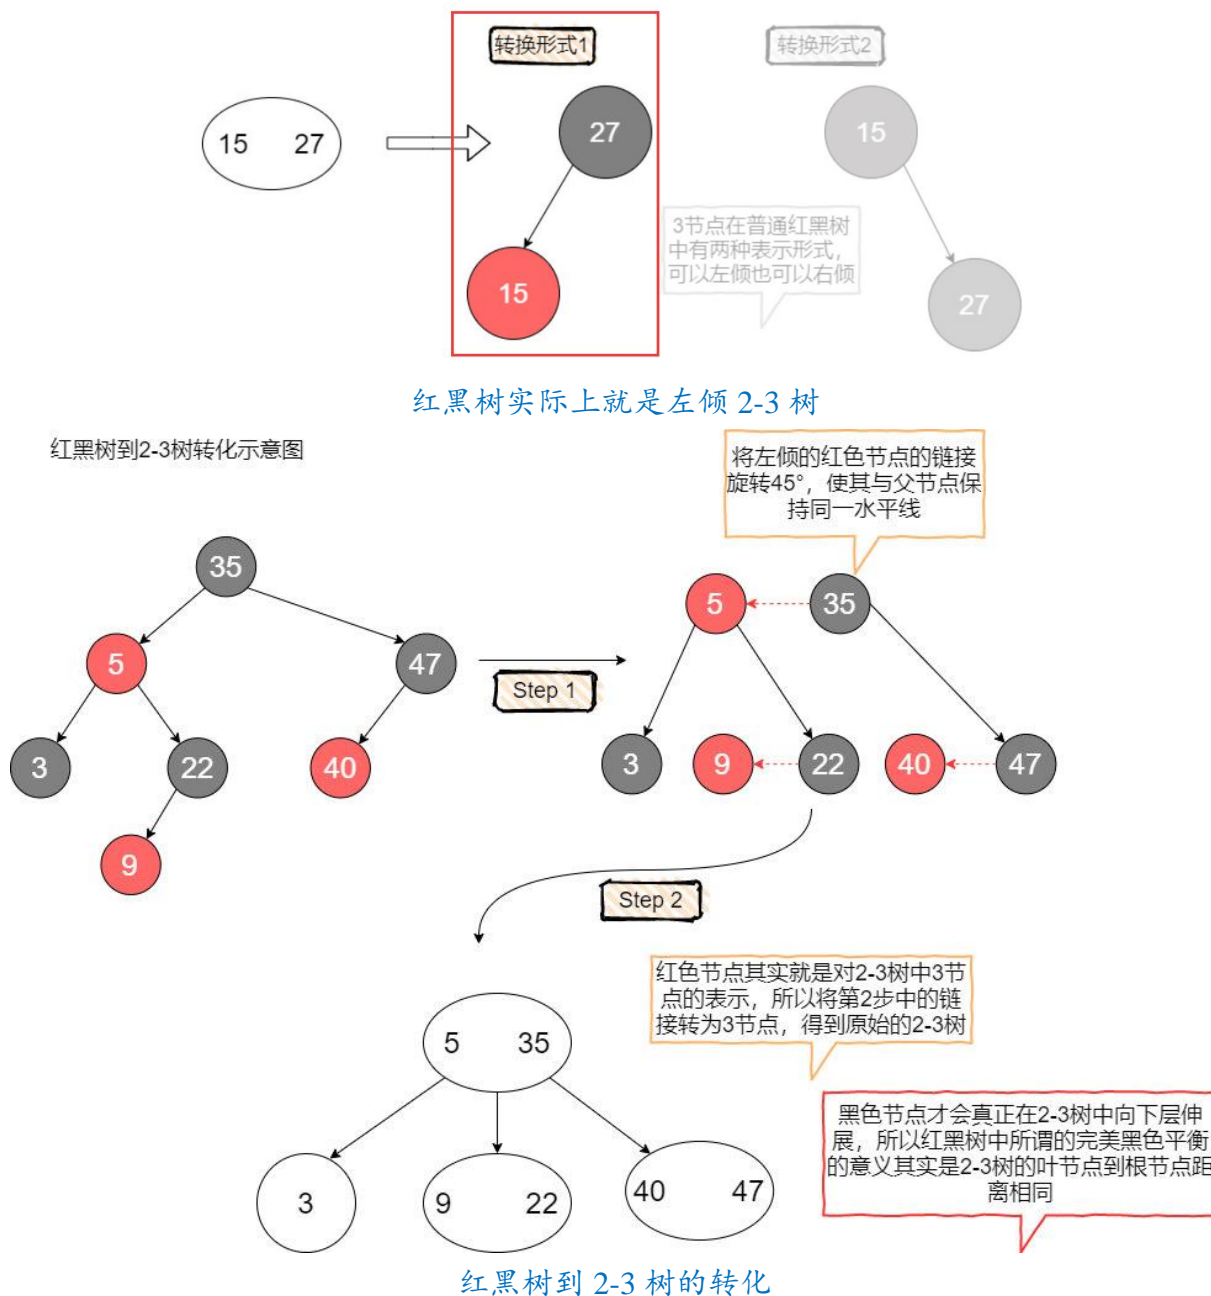 转换形式1
转换形式2
15 27
27
15
15
27
3节点在普通红黑树
中有两种表示形式，
可以左倾也可以右倾
红黑树实际上就是左倾 2-3 树
红黑树到2-3树转化示意图
将左倾的红色节点的链接
旋转45°，使其与父节点保
持同一水平线
35
5
47
3
22
40
9
Step 1
5
35
3
9
22
40
47
Step 2
红色节点其实就是对2-3树中3节
点的表示，所以将第2步中的链
接转为3节点，得到原始的2-3树
5 35
3
9 22
40 47
黑色节点才会真正在2-3树中向下层伸
展，所以红黑树中所谓的完美黑色平衡
的意义其实是2-3树的叶节点到根节点距
离相同
红黑树到 2-3 树的转化